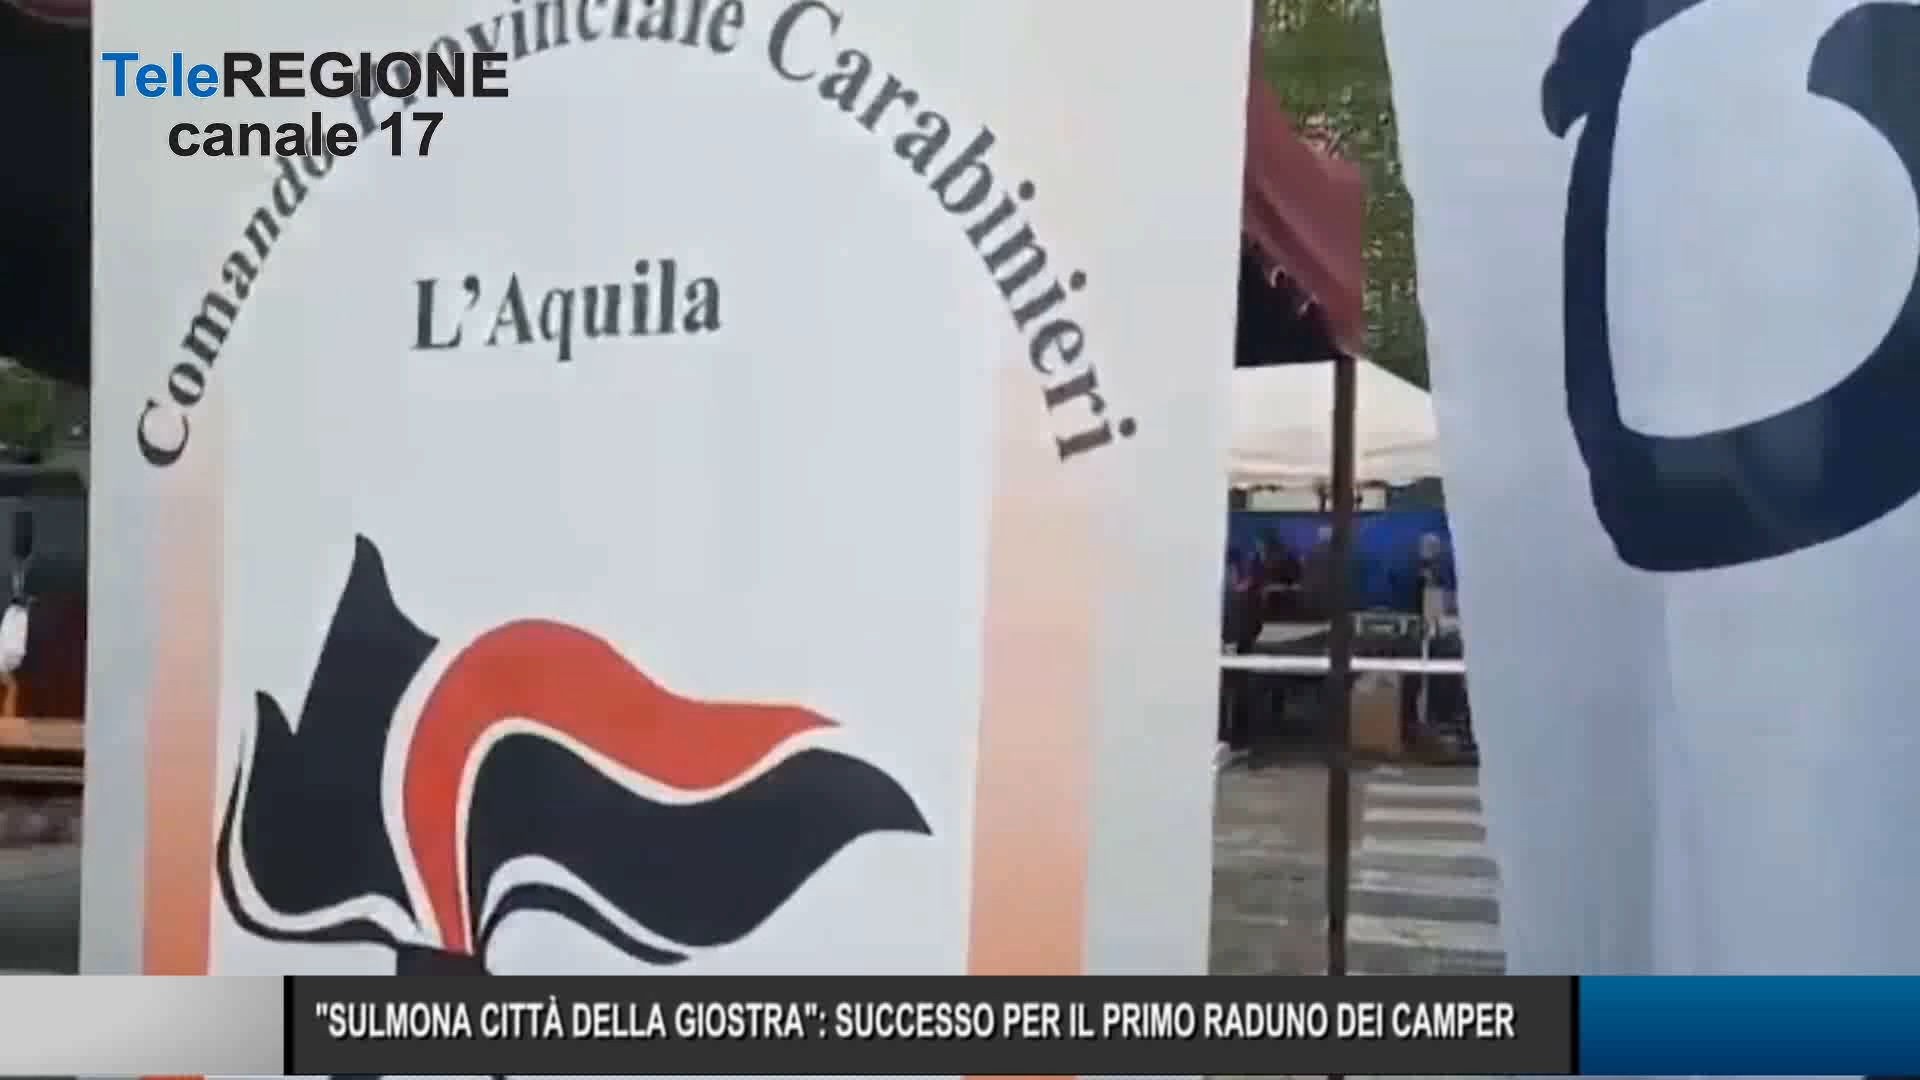 TeleREGIONE
canale 17
Comando Provinciale Carabinieri
L'Aquila
"SULMONA CITTÀ DELLA GIOSTRA": SUCCESSO PER IL PRIMO RADUNO DEI CAMPER